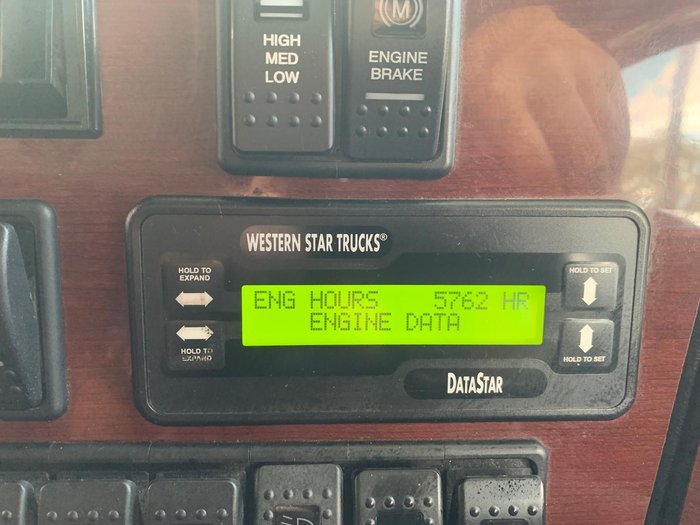 HIGH
MED
LOW
M
ENGINE
BRAKE
WESTERN STAR TRUCKS®
HOLD TO
EXPAND
HOLD TO SET
ENG HOURS 5762 HR
ENGINE DATA
HOLD TO
EXPAND
HOLD TO SET
DATASTAR